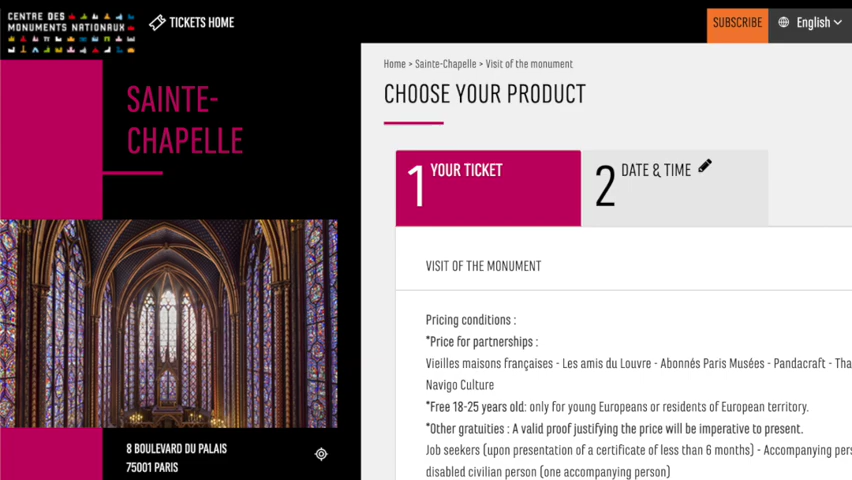 CENTRE DES
MONUMENTS NATIONAUX
TICKETS HOME
SUBSCRIBE
English
SAINTE-
CHAPELLE
8 BOULEVARD DU PALAIS
75001 PARIS
Home > Sainte-Chapelle > Visit of the monument
CHOOSE YOUR PRODUCT
1 YOUR TICKET
2 DATE & TIME
VISIT OF THE MONUMENT
Pricing conditions :
*Price for partnerships :
Vieilles maisons françaises - Les amis du Louvre - Abonnés Paris Musées - Pandacraft - Tha
Navigo Culture
*Free 18-25 years old: only for young Europeans or residents of European territory.
*Other gratuities : A valid proof justifying the price will be imperative to present.
Job seekers (upon presentation of a certificate of less than 6 months) - Accompanying pers
disabled civilian person (one accompanying person)